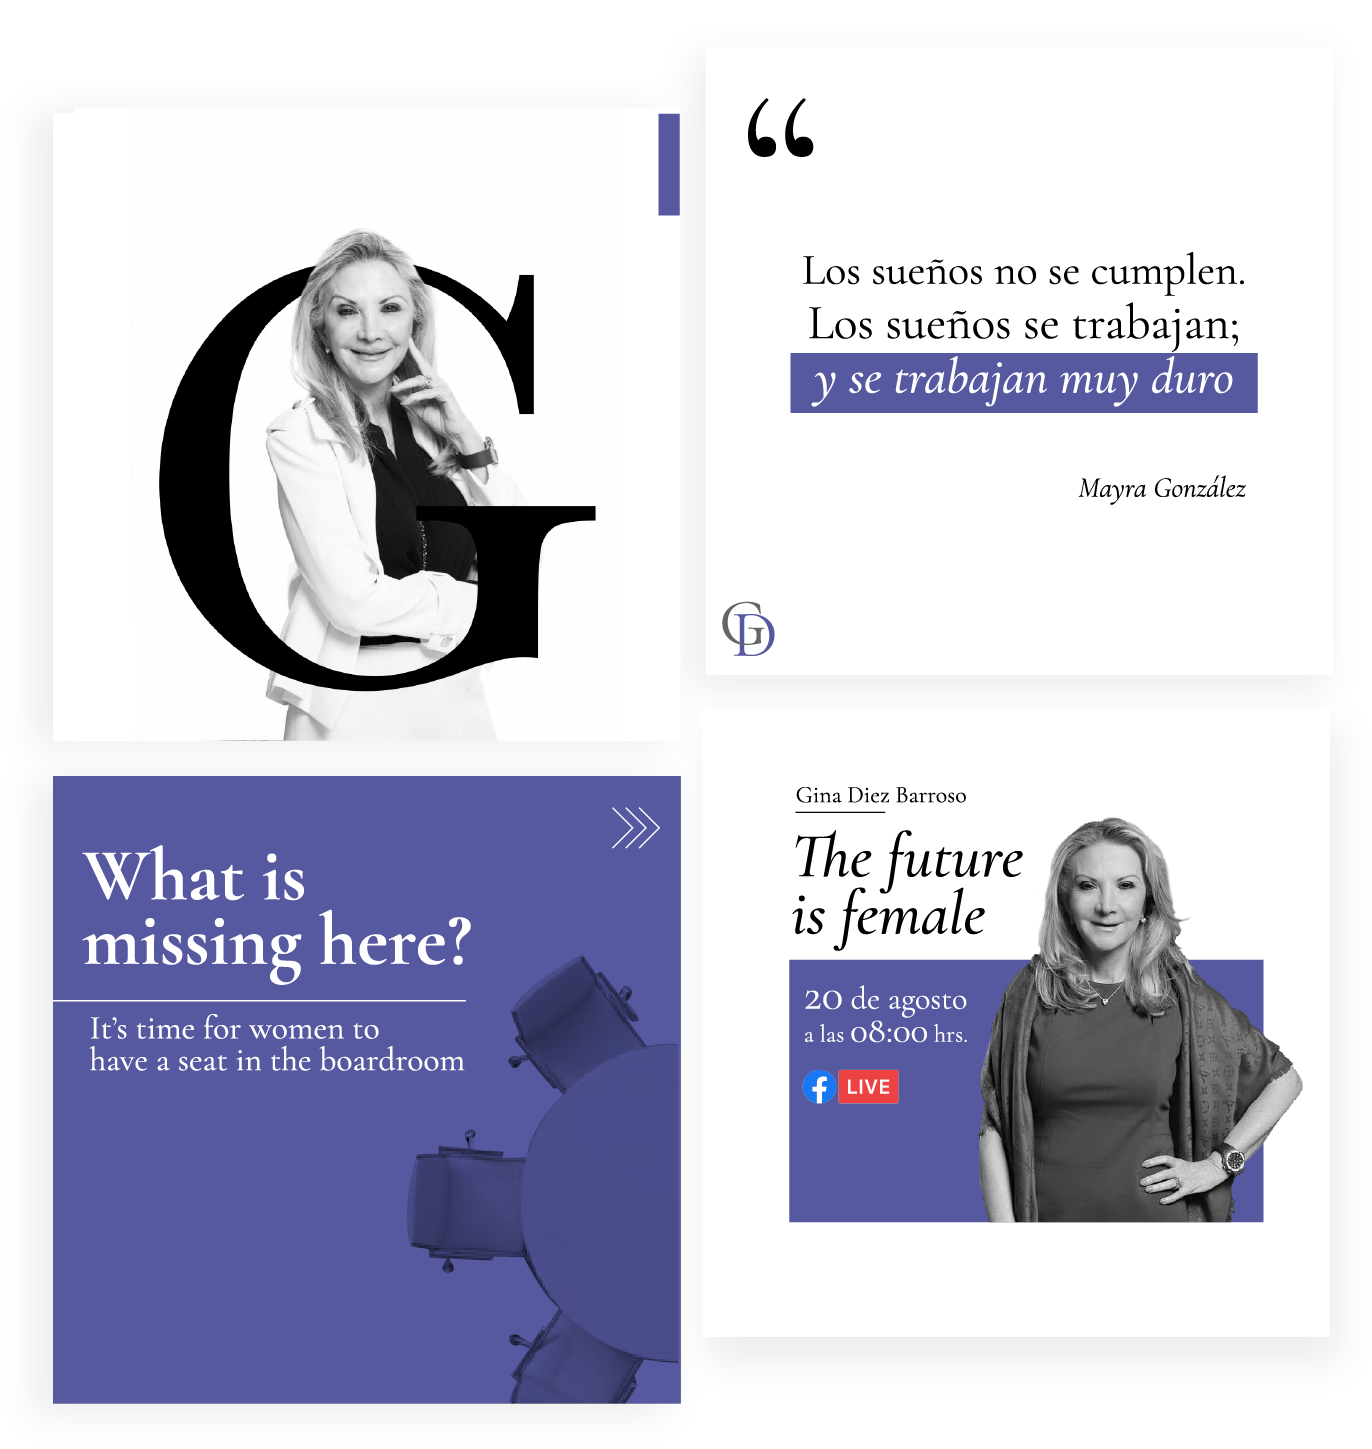 G
“
Los sueños no se cumplen.
Los sueños se trabajan;
y se trabajan muy duro
Mayra González
GD
What is
missing here?
It’s time for women to
have a seat in the boardroom
Gina Diez Barroso
The future
is female
20 de agosto
a las 08:00 hrs.
f LIVE